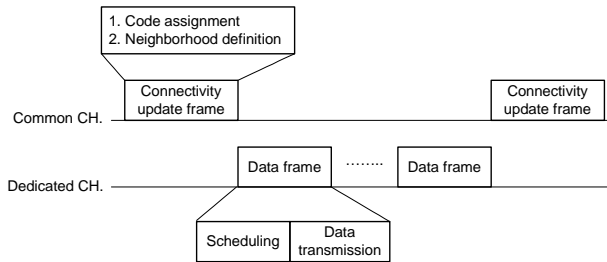 1. Code assignment
2. Neighborhood definition
Connectivity
update frame
Connectivity
update frame
Common CH.
Data frame
........
Data frame
Dedicated CH.
Scheduling
Data
transmission